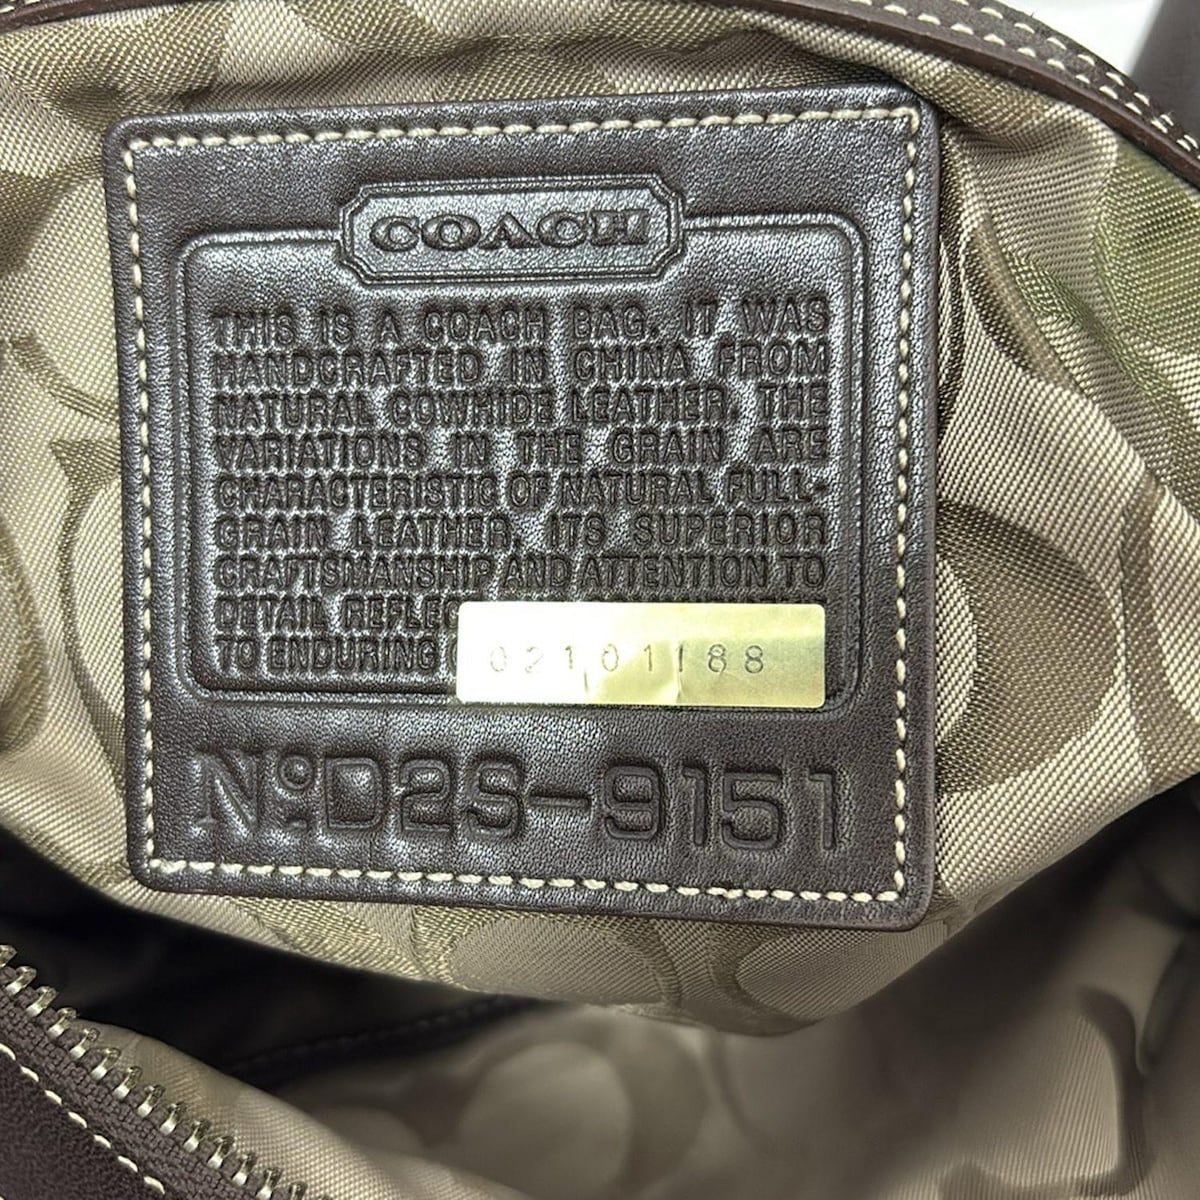 COACH
THIS IS A COACH BAG. IT WAS
HANDCRAFTED IN CHINA FROM
NATURAL COWHIDE LEATHER. THE
VARIATIONS IN THE GRAIN ARE
CHARACTERISTIC OF NATURAL FULL-
GRAIN LEATHER. ITS SUPERIOR
CRAFTSMANSHIP AND ATTENTION TO
DETAIL REFLEC
TO ENDURING
02101188
NoD2S-9151